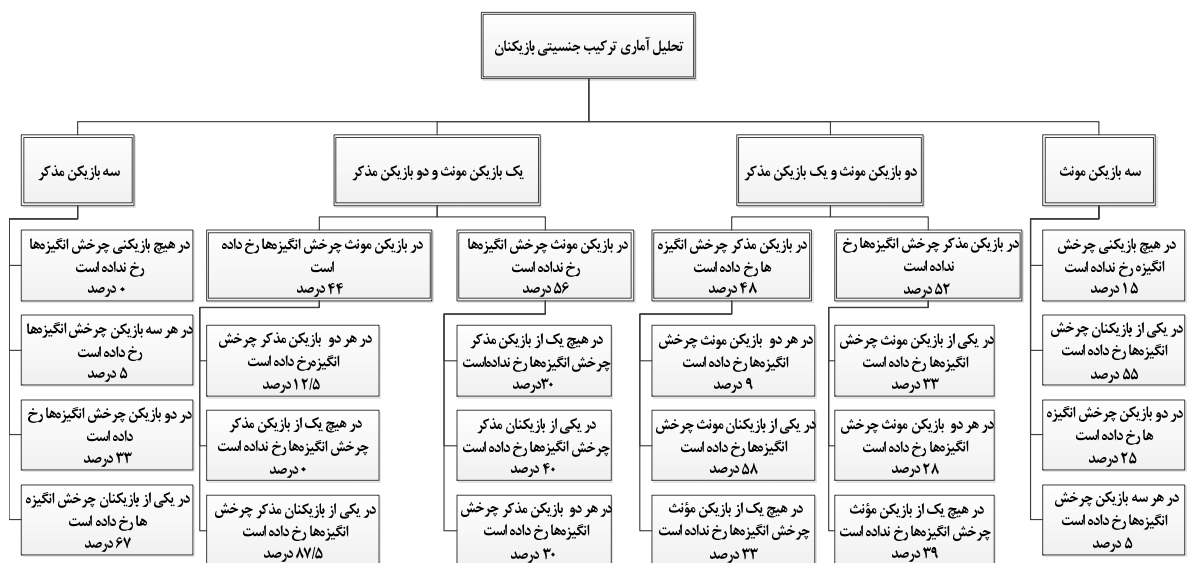 تحلیل آماری ترکیب جنسیتی بازیکنان
سه بازیکن مونث
در هیچ بازیکنی چرخش
انگیزه رخ نداده است
۱۵ درصد
در یکی از بازیکنان چرخش
انگیزه‌ها رخ داده است
۵۵ درصد
در دو بازیکن چرخش انگیزه
ها رخ داده است
۲۵ درصد
در هر سه بازیکن چرخش
انگیزه‌ها رخ داده است
۵ درصد
دو بازیکن مونث و یک بازیکن مذکر
در بازیکن مذکر چرخش انگیزه‌ها رخ
نداده است
۵۲ درصد
در یکی از بازیکن مونث چرخش
انگیزه‌ها رخ داده است
۳۳ درصد
در هر دو بازیکن مونث چرخش
انگیزه‌ها رخ داده است
۲۸ درصد
در هیچ یک از بازیکن مؤنث
چرخش انگیزه‌ها رخ نداده است
۳۹ درصد
در بازیکن مذکر چرخش انگیزه
ها رخ داده است
۴۸ درصد
در هر دو بازیکن مونث چرخش
انگیزه‌ها رخ داده است
۹ درصد
در یکی از بازیکنان مونث چرخش
انگیزه‌ها رخ داده است
۵۸ درصد
در هیچ یک از بازیکن مؤنث
چرخش انگیزه‌ها رخ نداده است
۳۳ درصد
یک بازیکن مونث و دو بازیکن مذکر
در بازیکن مونث چرخش انگیزه‌ها
رخ نداده است
۵۶ درصد
در هیچ یک از بازیکن مذکر
چرخش انگیزه‌ها رخ نداده‌است
۳۰درصد
در یکی از بازیکنان مذکر
چرخش انگیزه‌ها رخ داده است
۴۰ درصد
در هر دو بازیکن مذکر چرخش
انگیزه‌ها رخ داده است
۳۰ درصد
در بازیکن مونث چرخش انگیزه‌ها رخ داده
است
۴۴ درصد
در هر دو بازیکن مذکر چرخش
انگیزه‌رخ داده است
۱۲/۵ درصد
در هیچ یک از بازیکن مذکر
چرخش انگیزه‌ها رخ نداده است
۰ درصد
در یکی از بازیکنان مذکر چرخش
انگیزه‌ها رخ داده است
۸۷/۵ درصد
سه بازیکن مذکر
در هیچ بازیکنی چرخش انگیزه‌ها
رخ نداده است
۰ درصد
در هر سه بازیکن چرخش انگیزه‌ها
رخ داده است
۵ درصد
در دو بازیکن چرخش انگیزه‌ها رخ
داده است
۳۳ درصد
در یکی از بازیکنان چرخش انگیزه
ها رخ داده است
۶۷ درصد